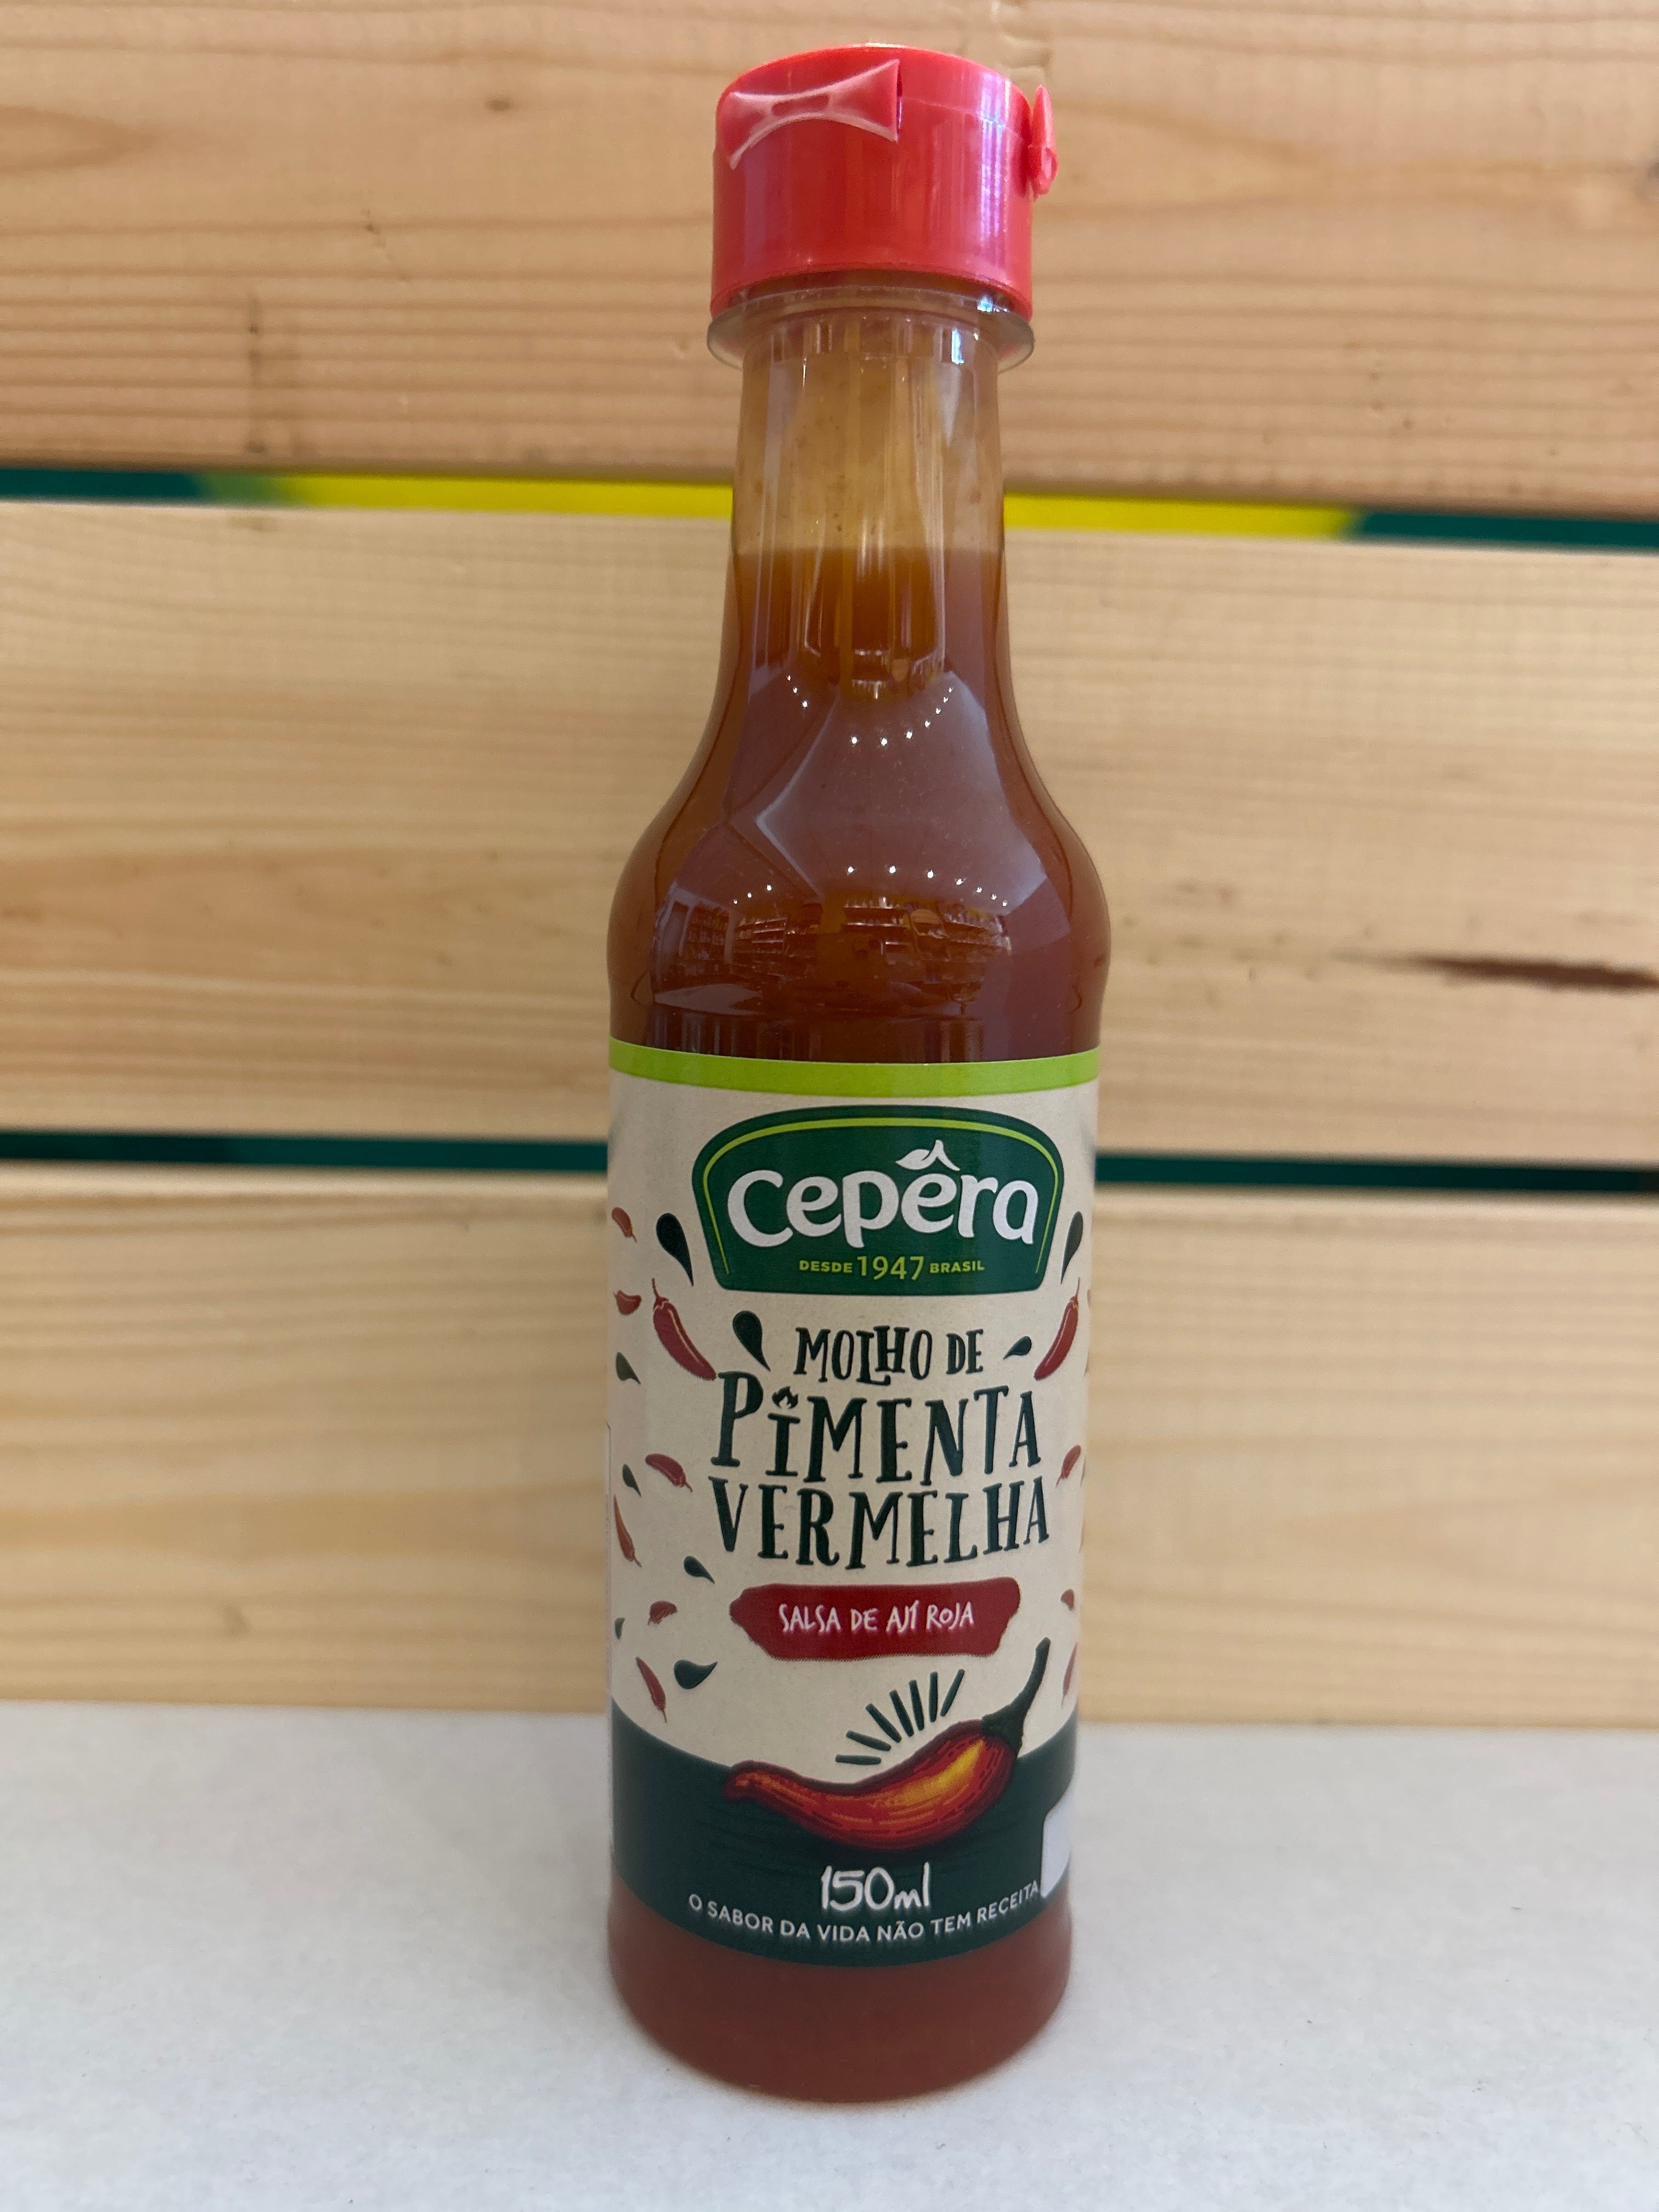 Cepêra
DESDE 1947 BRASIL
MOLHO DE
PiMENTA
VERMELHA
SALSA DE AJÍ ROJA
150ml
O SABOR DA VIDA NÃO TEM RECEITA